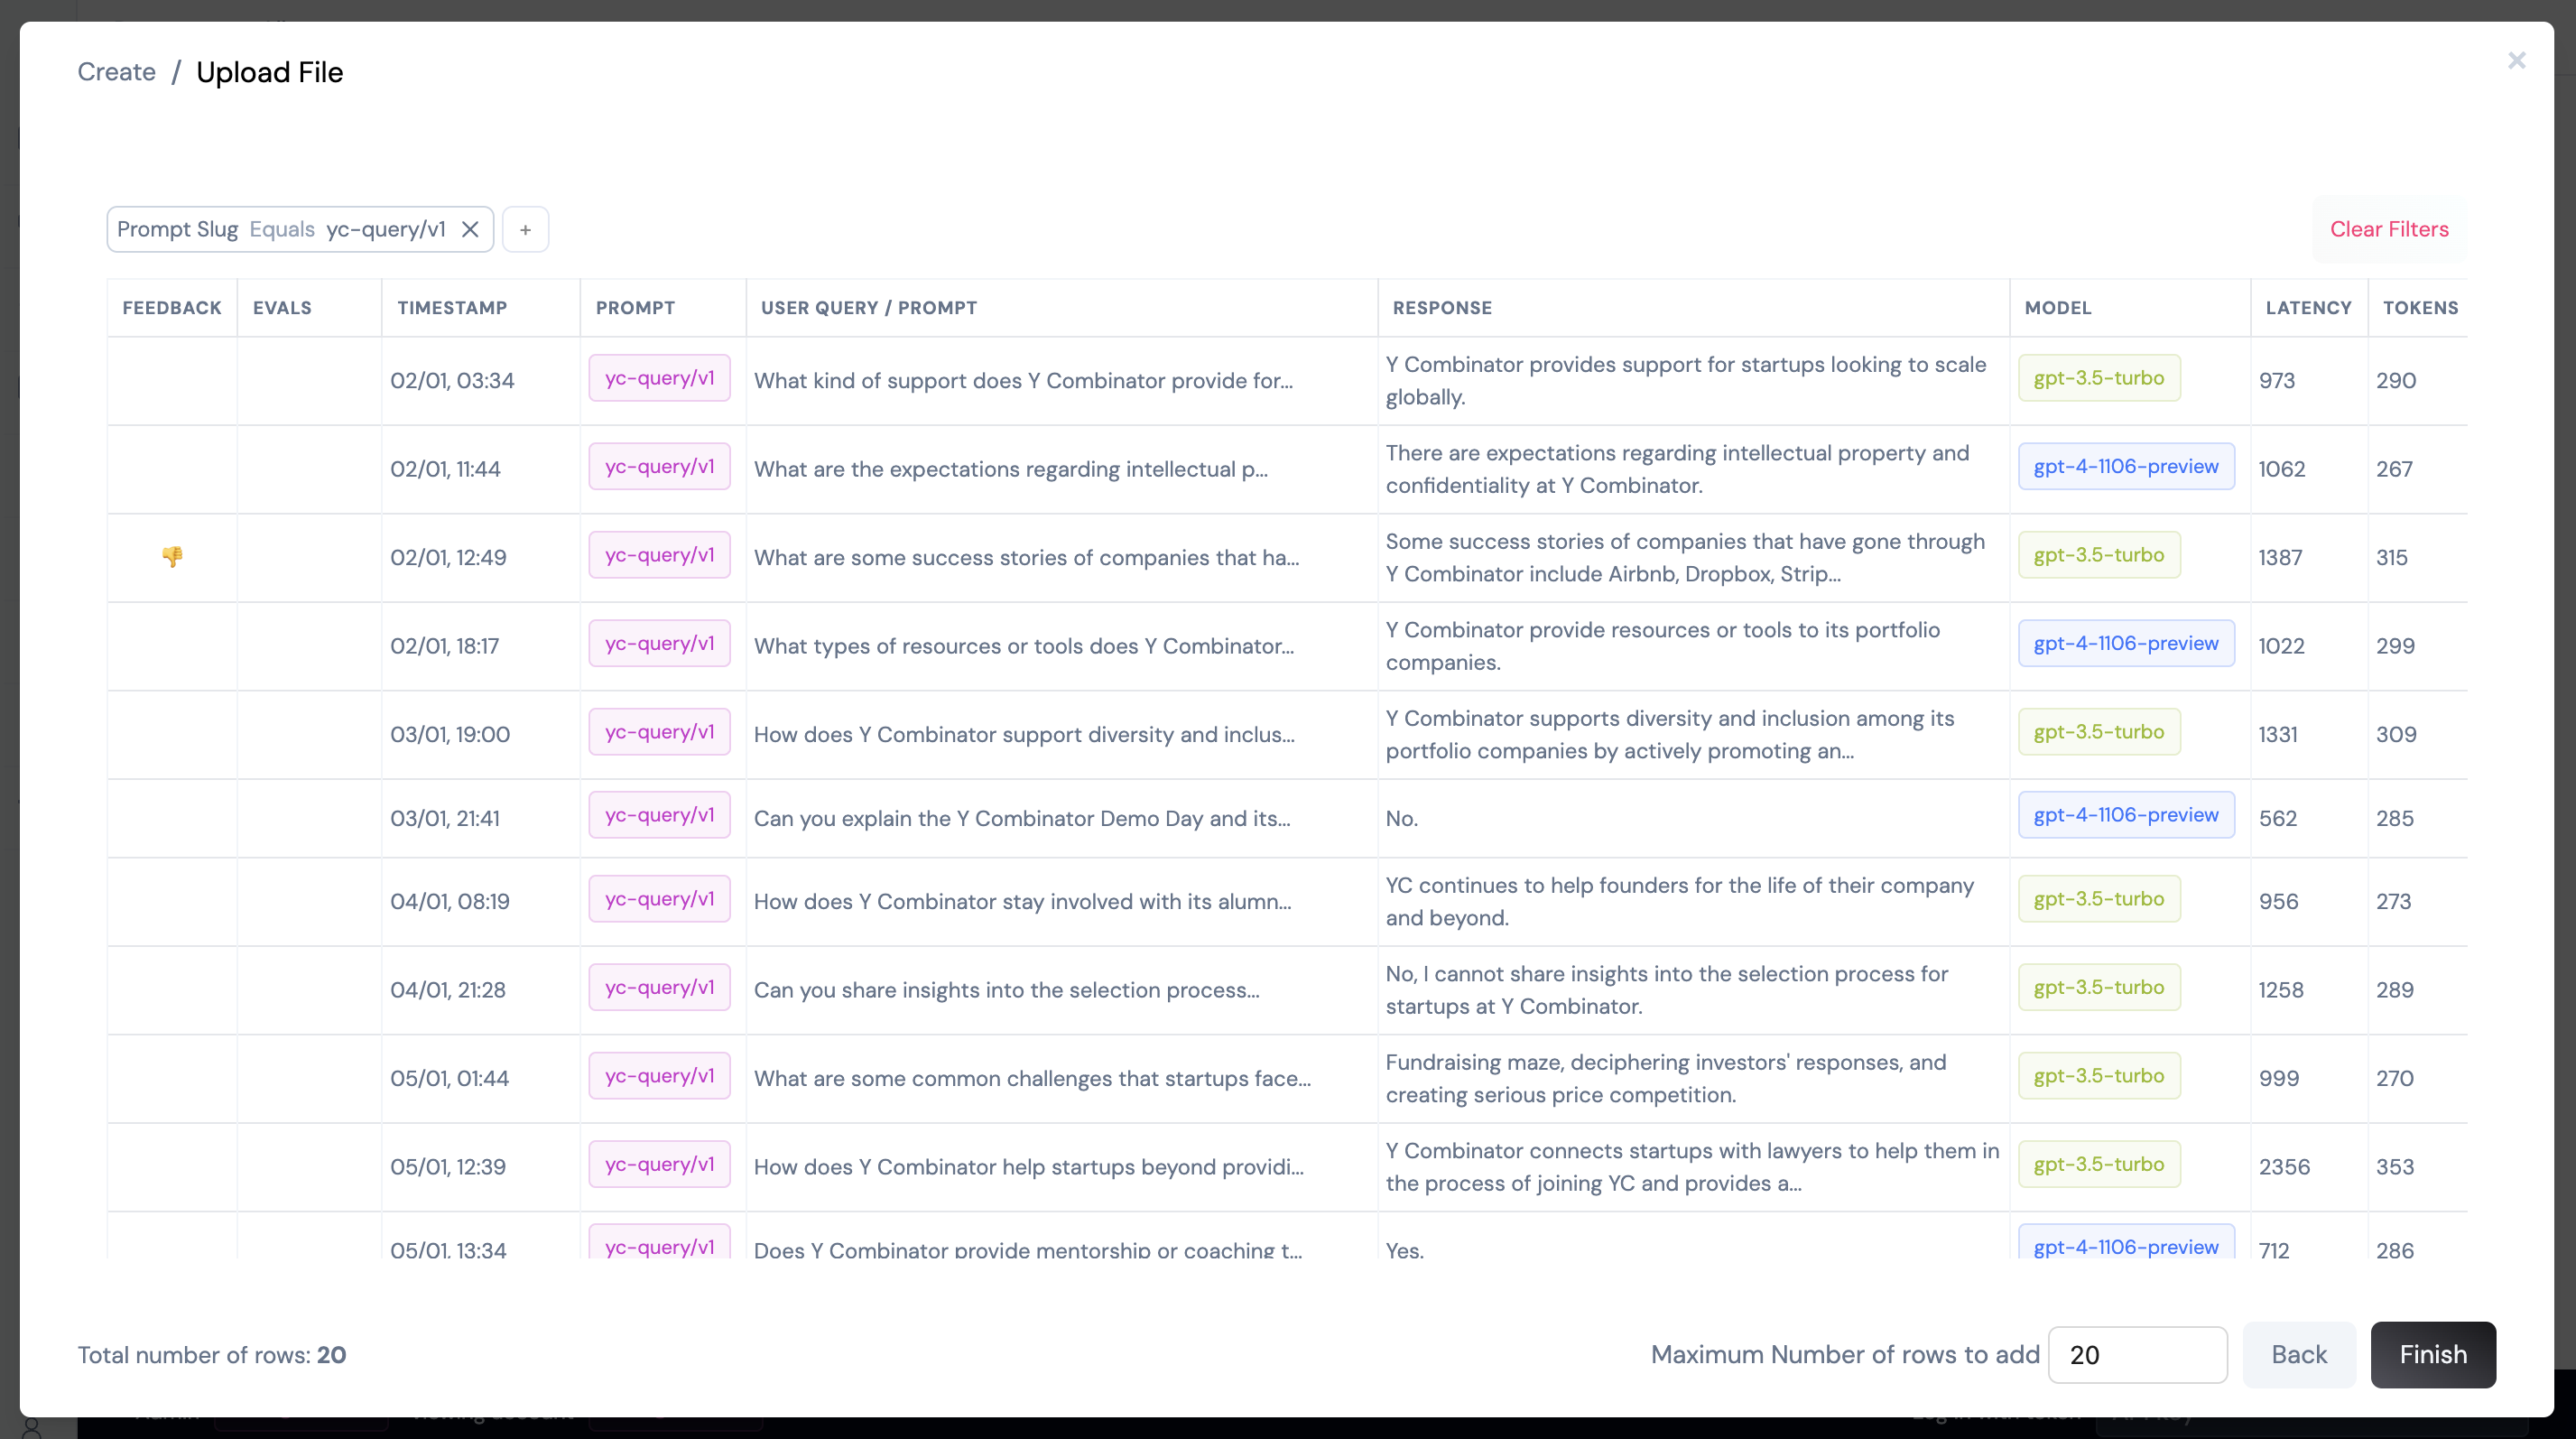 Create / Upload File
Prompt Slug Equals yc-query/v1
+
Clear Filters
FEEDBACK EVALS TIMESTAMP PROMPT USER QUERY / PROMPT RESPONSE MODEL LATENCY TOKENS
02/01, 03:34 yc-query/v1 What kind of support does Y Combinator provide for... Y Combinator provides support for startups looking to scale
globally. gpt-3.5-turbo 973 290
02/01, 11:44 yc-query/v1 What are the expectations regarding intellectual p... There are expectations regarding intellectual property and
confidentiality at Y Combinator. gpt-4-1106-preview 1062 267
02/01, 12:49 yc-query/v1 What are some success stories of companies that ha... Some success stories of companies that have gone through
Y Combinator include Airbnb, Dropbox, Strip... gpt-3.5-turbo 1387 315
02/01, 18:17 yc-query/v1 What types of resources or tools does Y Combinator... Y Combinator provide resources or tools to its portfolio
companies. gpt-4-1106-preview 1022 299
03/01, 19:00 yc-query/v1 How does Y Combinator support diversity and inclus... Y Combinator supports diversity and inclusion among its
portfolio companies by actively promoting an... gpt-3.5-turbo 1331 309
03/01, 21:41 yc-query/v1 Can you explain the Y Combinator Demo Day and its... No. gpt-4-1106-preview 562 285
04/01, 08:19 yc-query/v1 How does Y Combinator stay involved with its alumn... YC continues to help founders for the life of their company
and beyond. gpt-3.5-turbo 956 273
04/01, 21:28 yc-query/v1 Can you share insights into the selection process... No, I cannot share insights into the selection process for
startups at Y Combinator. gpt-3.5-turbo 1258 289
05/01, 01:44 yc-query/v1 What are some common challenges that startups face... Fundraising maze, deciphering investors' responses, and
creating serious price competition. gpt-3.5-turbo 999 270
05/01, 12:39 yc-query/v1 How does Y Combinator help startups beyond providi... Y Combinator connects startups with lawyers to help them in
the process of joining YC and provides a... gpt-3.5-turbo 2356 353
05/01, 13:34 yc-query/v1 Does Y Combinator provide mentorship or coaching t... Yes. gpt-4-1106-preview 712 286
Total number of rows: 20
Maximum Number of rows to add 20 Back Finish